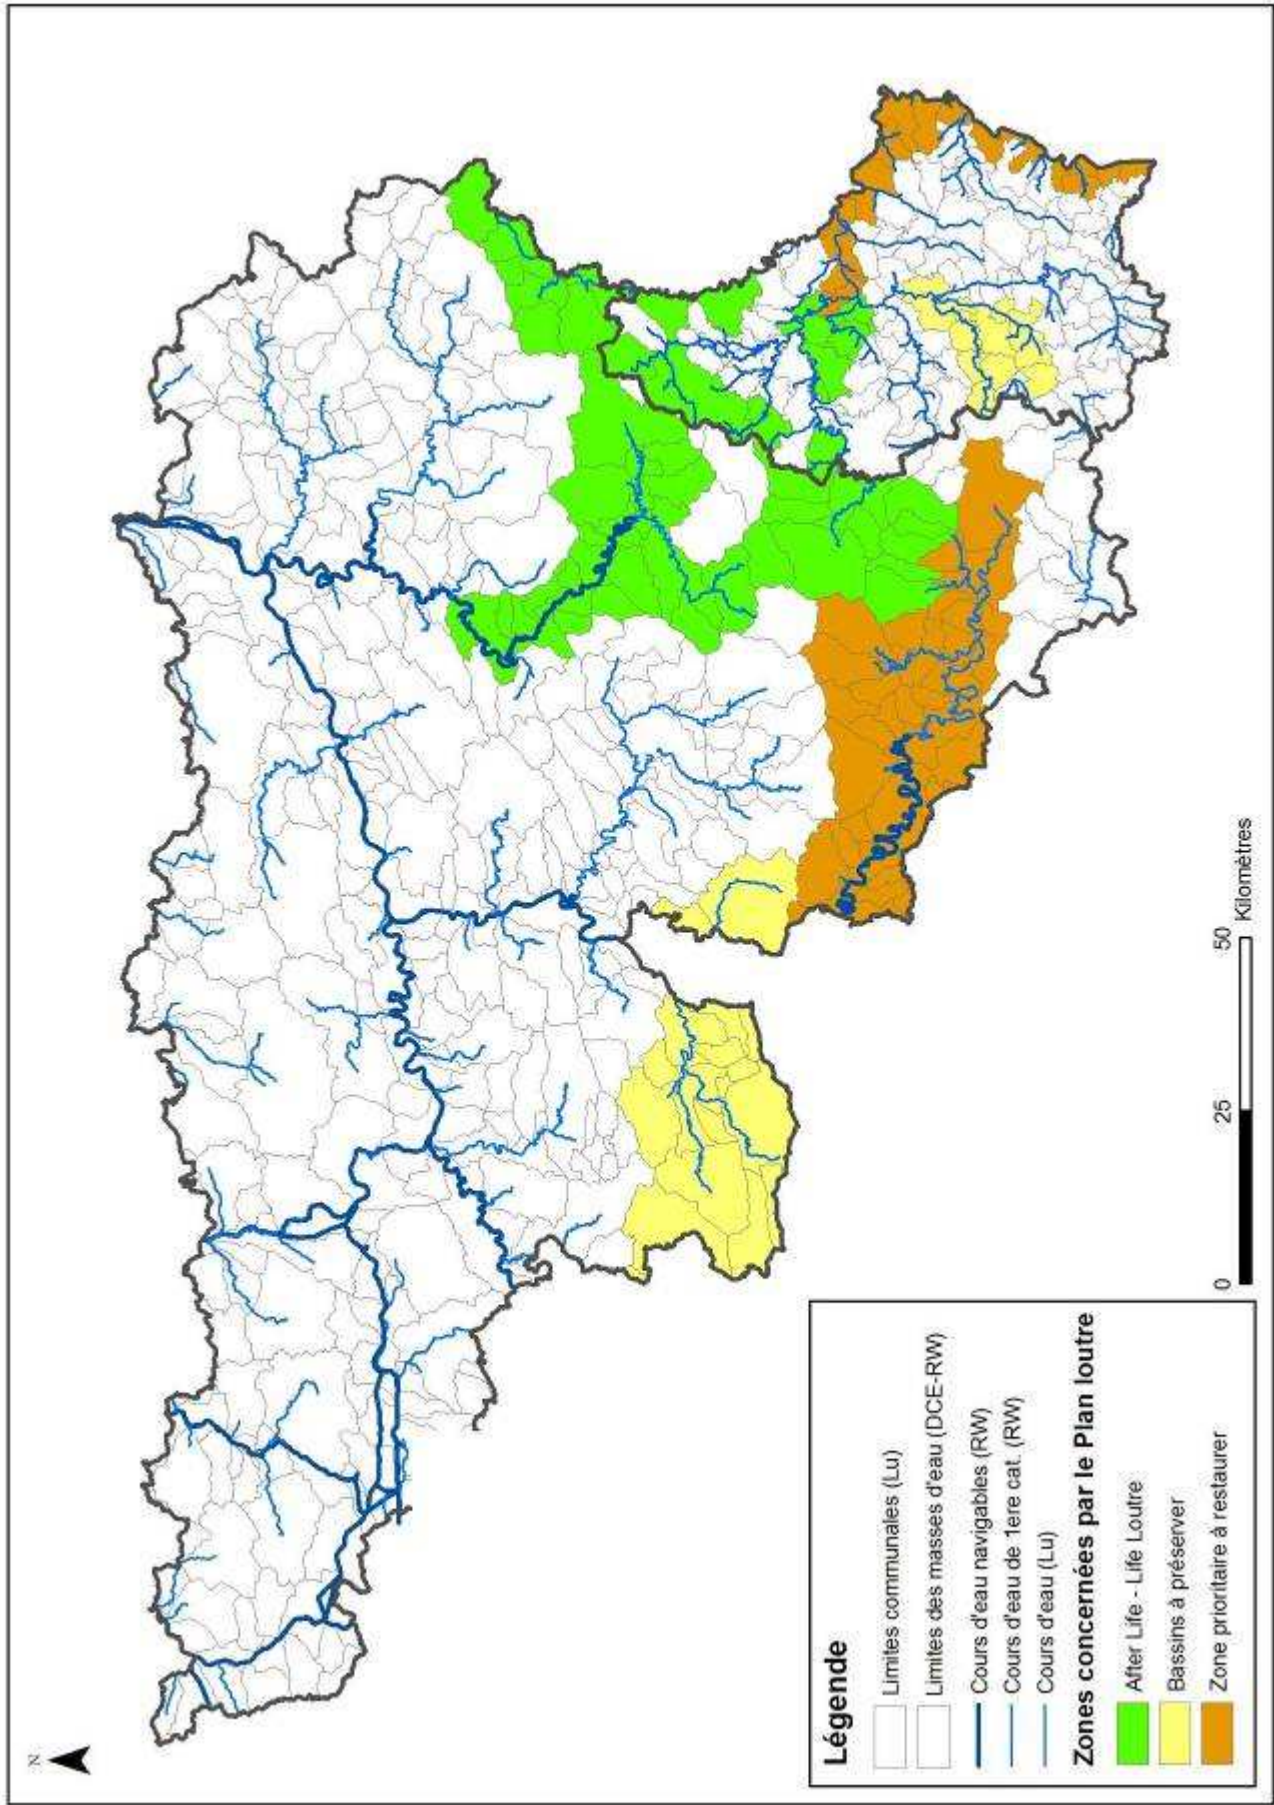 N
Légende
Limites communales (Lu)
Limites des masses d'eau (DCE-RW)
Cours d'eau navigables (RW)
Cours d'eau de 1ere cat. (RW)
Cours d'eau (Lu)
Zones concernées par le Plan loutre
After Life - Life Loutre
Bassins à préserver
Zone prioritaire à restaurer
0 25 50
Kilomètres